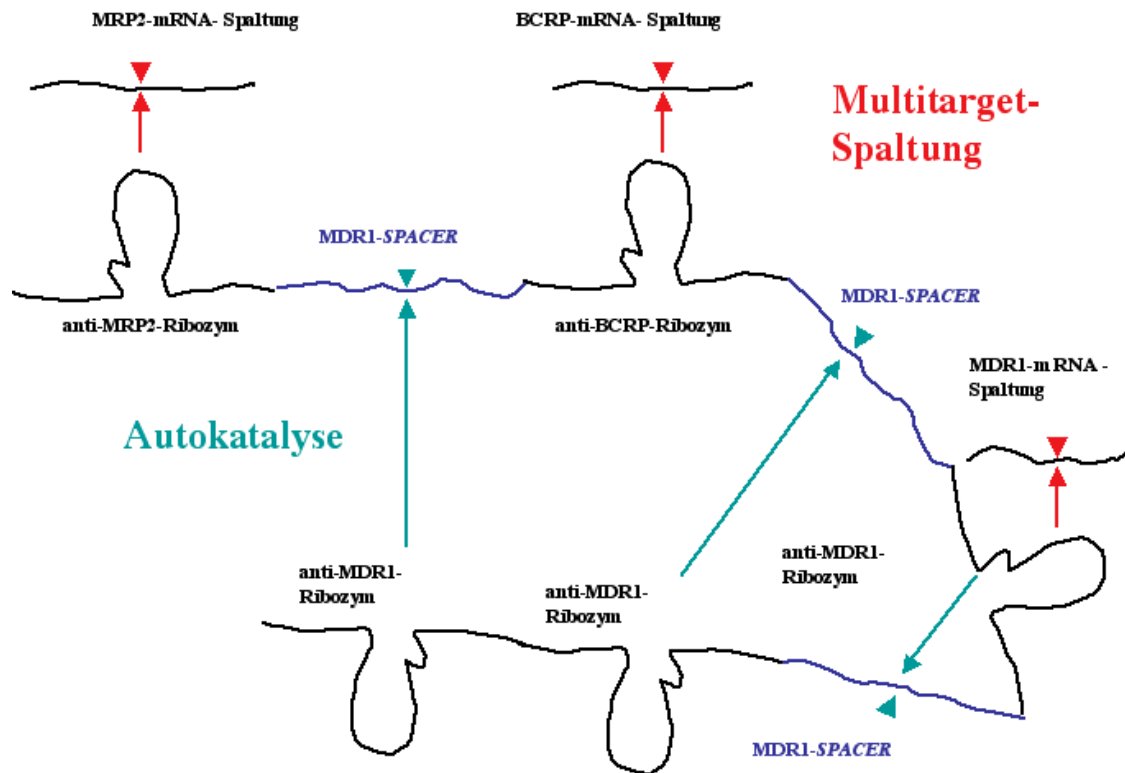 MRP2-mRNA- Spaltung
BCRP-mRNA- Spaltung
Multitarget-
Spaltung
MDR1-SPACER
anti-MRP2-Ribozym
anti-BCRP-Ribozym
MDR1-SPACER
MDR1-mRNA -
Spaltung
Autokatalyse
anti-MDR1-
Ribozym
anti-MDR1-
Ribozym
anti-MDR1-
Ribozym
MDR1-SPACER